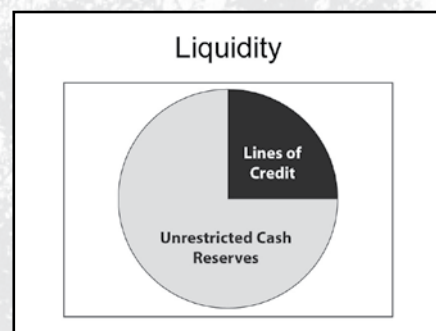 Liquidity
Lines of
Credit
Unrestricted Cash
Reserves